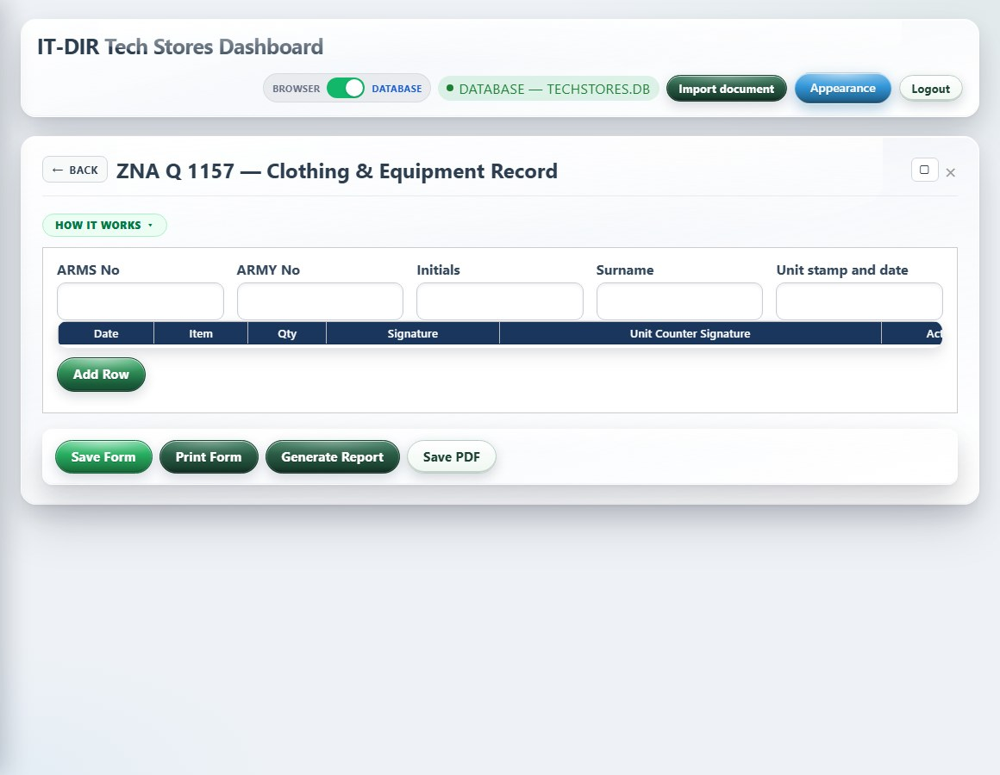 IT-DIR Tech Stores Dashboard
BROWSER DATABASE DATABASE — TECHSTORES.DB Import document Appearance Logout
← BACK ZNA Q 1157 — Clothing & Equipment Record
HOW IT WORKS
ARMS No ARMY No Initials Surname Unit stamp and date
Date Item Qty Signature Unit Counter Signature Act
Add Row
Save Form Print Form Generate Report Save PDF